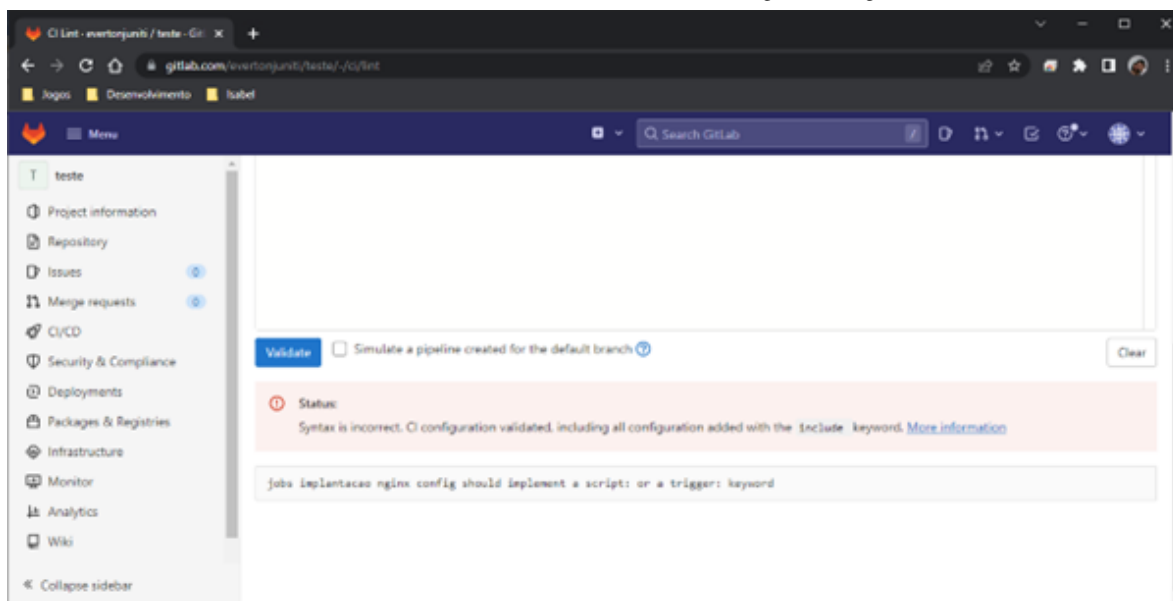 CI Lint · evertonjuniti / teste · Git
gitlab.com/evertonjuniti/teste/-/ci/lint
Jogos Desenvolvimento Isabel
Menu
Search GitLab
/
T teste
Project information
Repository
Issues 0
Merge requests 0
CI/CD
Security & Compliance
Deployments
Packages & Registries
Infrastructure
Monitor
Analytics
Wiki
Collapse sidebar
Validate Simulate a pipeline created for the default branch Clear
Status:
Syntax is incorrect. CI configuration validated, including all configuration added with the include keyword. More information
jobs implantacao nginx config should implement a script: or a trigger: keyword